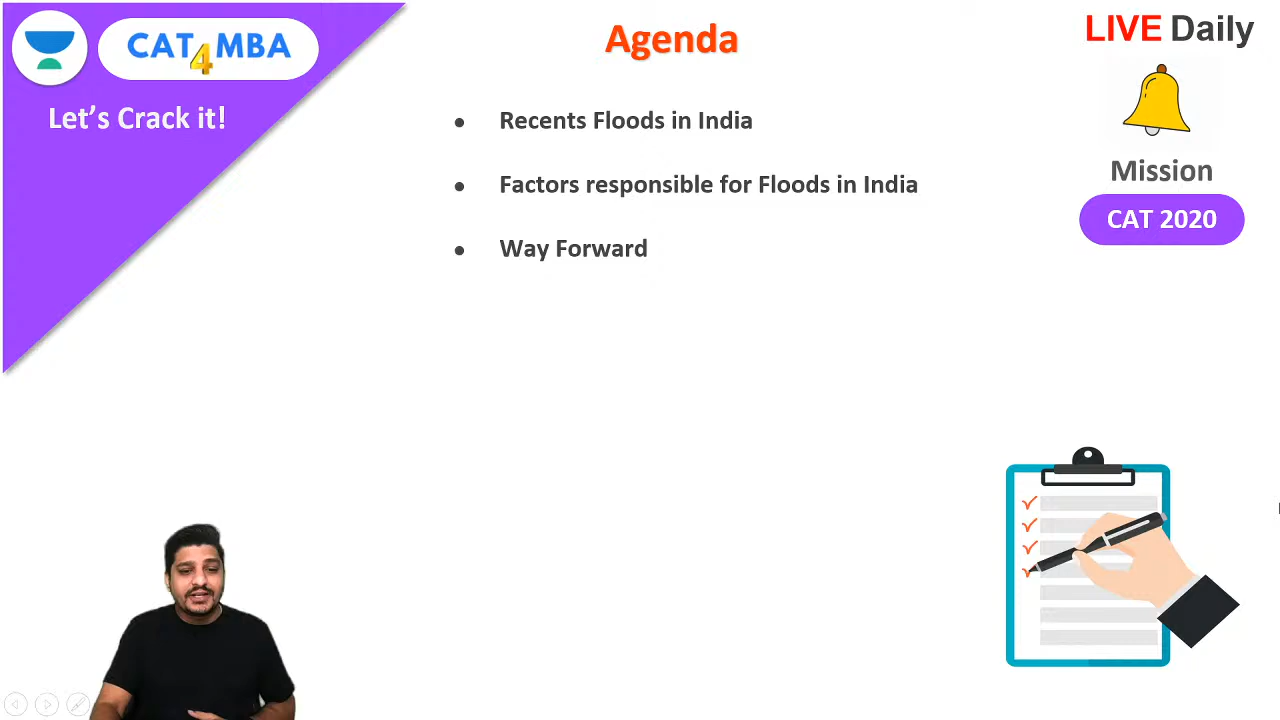 CAT4MBA
Let’s Crack it!
Agenda
• Recents Floods in India
• Factors responsible for Floods in India
• Way Forward
LIVE Daily
Mission
CAT 2020